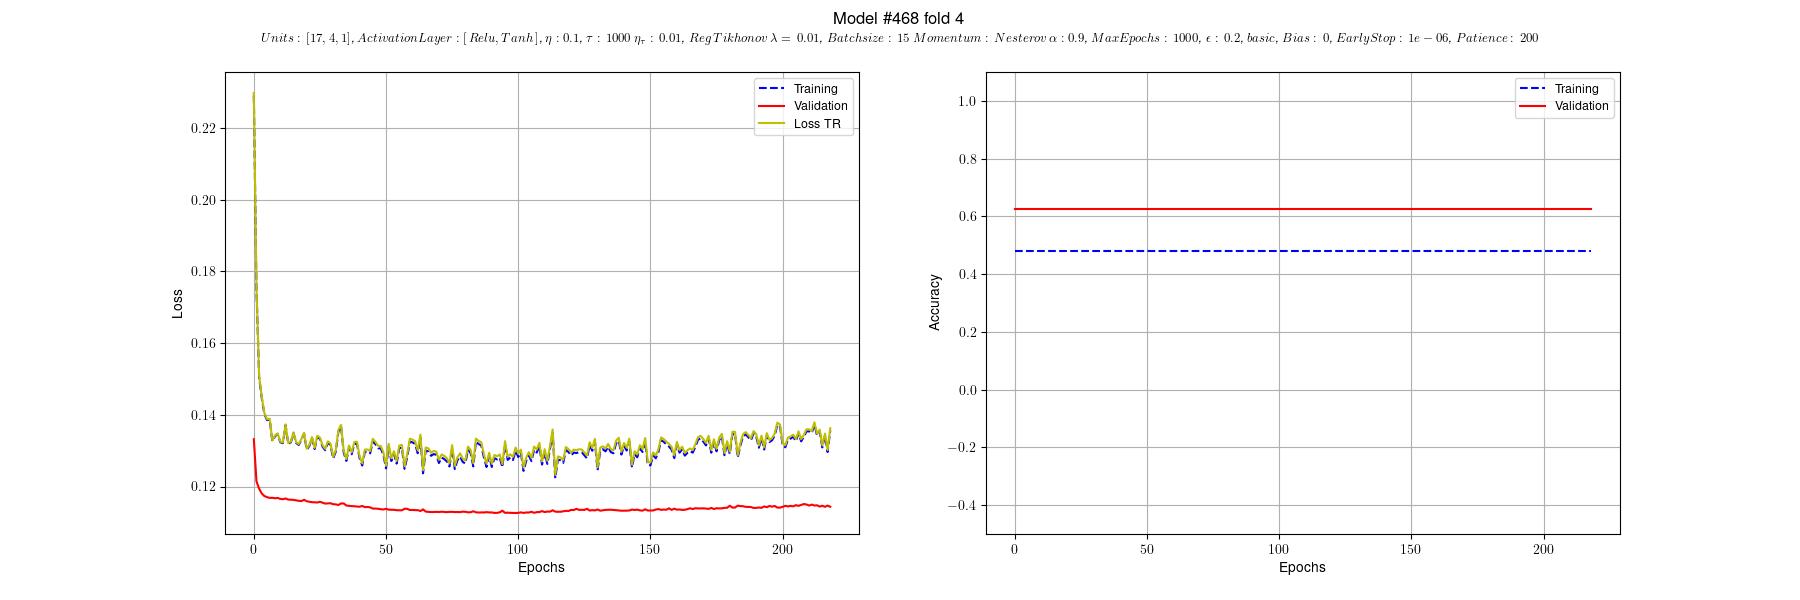 Model #468 fold 4
Units : [17, 4, 1], ActivationLayer : [ Relu, Tanh], η : 0.1, τ : 1000 ητ : 0.01, Reg Tikhonov λ = 0.01, Batchsize : 15 Momentum : Nesterov α : 0.9, MaxEpochs : 1000, ϵ : 0.2, basic, Bias : 0, EarlyStop : 1e − 06, Patience : 200
Training
Validation
Loss TR
0.22
0.20
0.18
0.16
0.14
0.12
Loss
0
50
100
150
200
Epochs
Training
Validation
1.0
0.8
0.6
0.4
0.2
0.0
−0.2
−0.4
Accuracy
0
50
100
150
200
Epochs